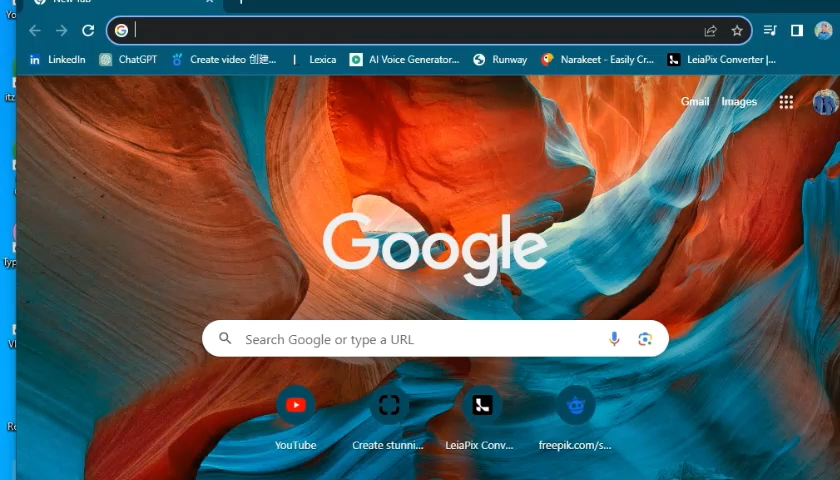 New Tab
LinkedIn ChatGPT Create video 创建... | Lexica AI Voice Generator... Runway Narakeet - Easily Cr... LeiaPix Converter |...
Gmail Images
Google
Search Google or type a URL
YouTube Create stunni... LeiaPix Conv... freepik.com/s...